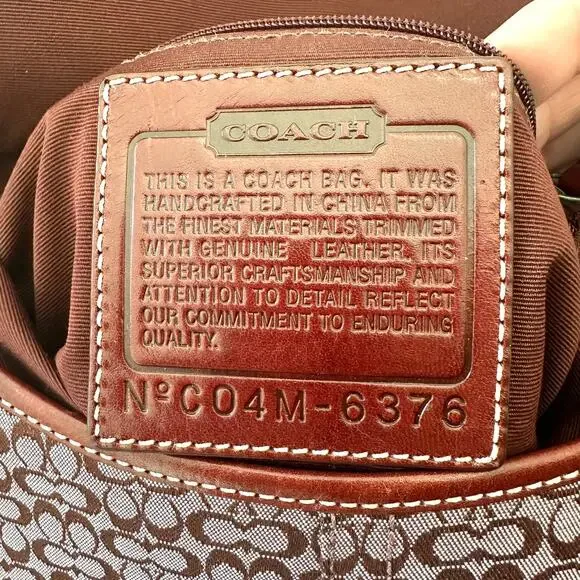 COACH
THIS IS A COACH BAG. IT WAS
HANDCRAFTED IN CHINA FROM
THE FINEST MATERIALS TRIMMED
WITH GENUINE LEATHER. ITS
SUPERIOR CRAFTSMANSHIP AND
ATTENTION TO DETAIL REFLECT
OUR COMMITMENT TO ENDURING
QUALITY.
NºC04M-6376